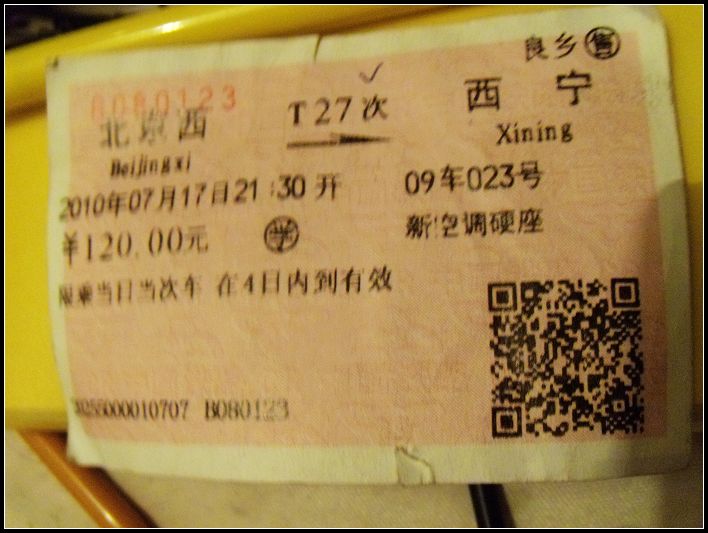 良乡 售
B080123
北京西 T27次 西宁
Beijingxi Xining
2010年07月17日21:30开 09车023号
¥120.00元 学 新空调硬座
限乘当日当次车 在4日内到有效
B080123